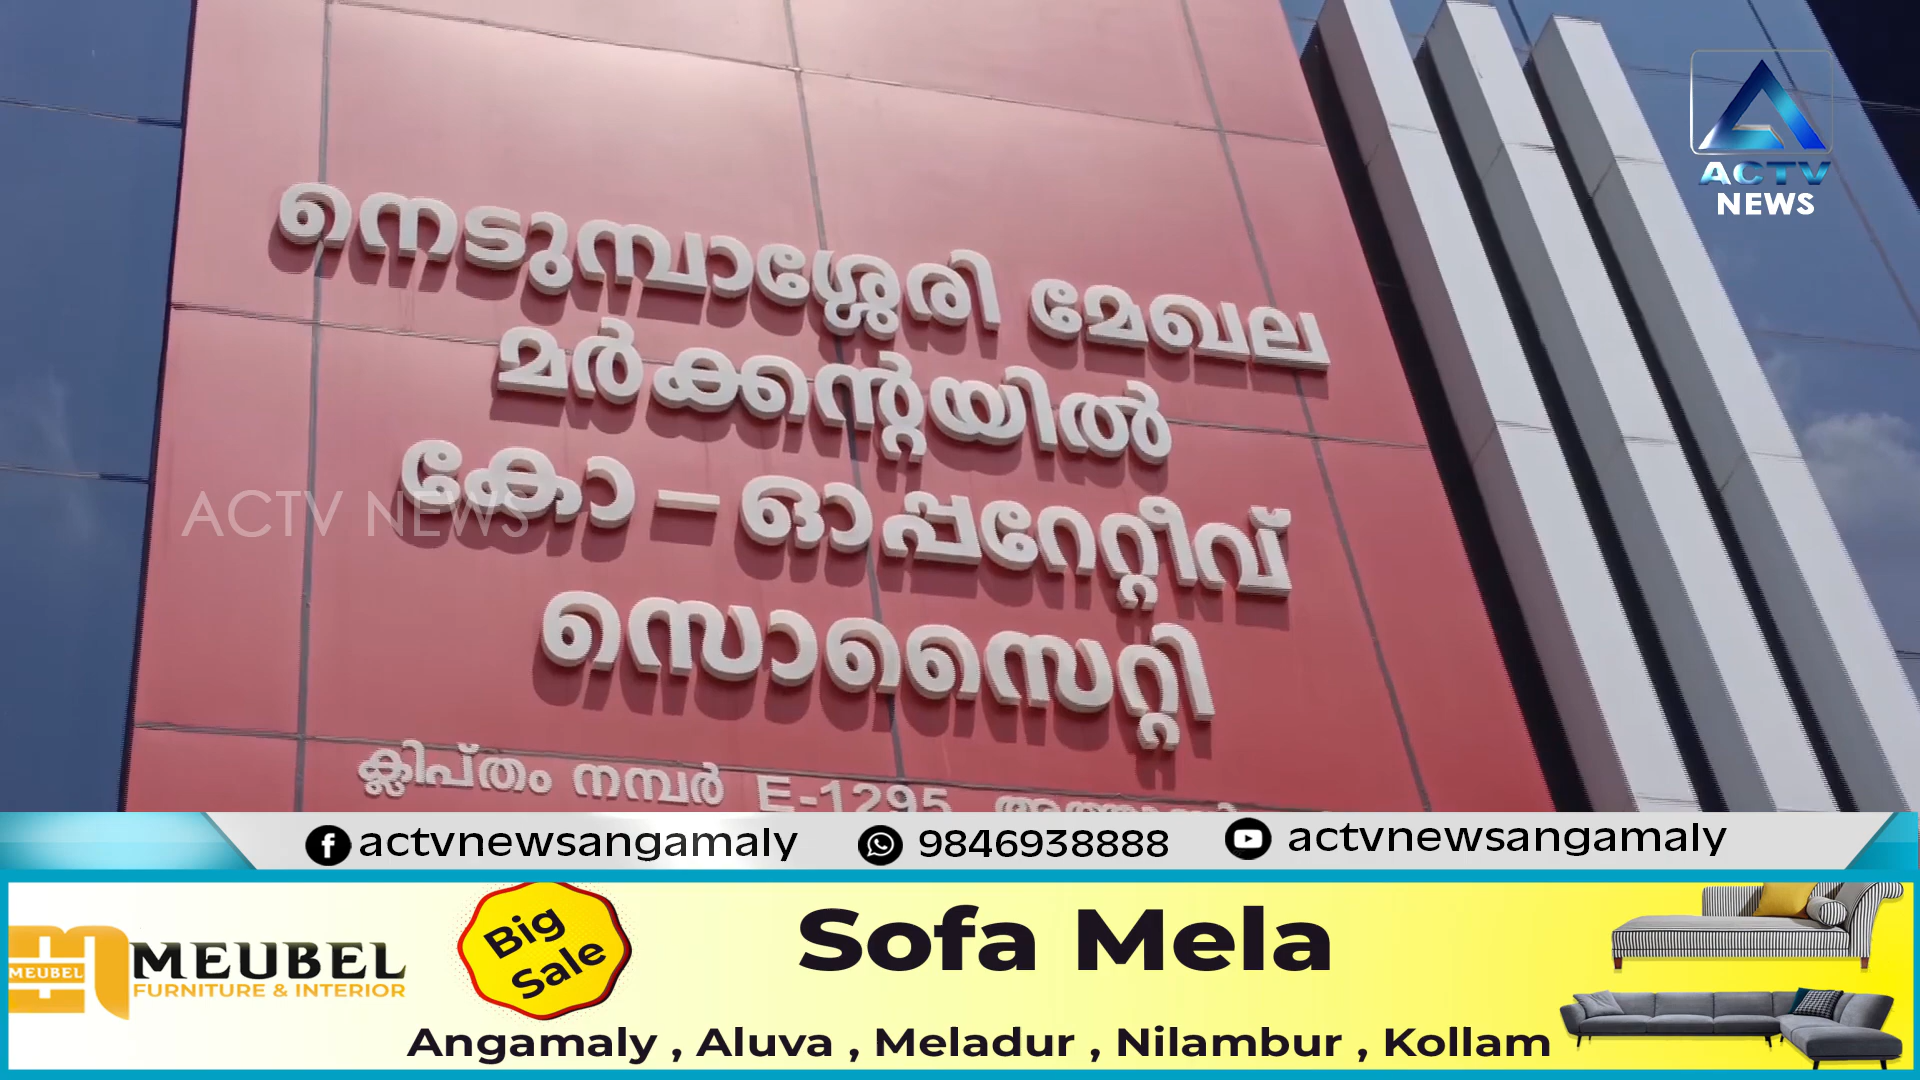 ACTV
NEWS
നെടുമ്പാശ്ശേരി മേഖല
മർക്കന്റെയിൽ
കോ - ഓപ്പറേറ്റീവ്
ACTV NEWS
സൊസൈറ്റി
ക്ലിപ്തം നമ്പർ E-1295
actvnewsangamaly 9846938888 actvnewsangamaly
MEUBEL
MEUBEL
FURNITURE & INTERIOR
Big
Sale
Sofa Mela
Angamaly , Aluva , Meladur , Nilambur , Kollam